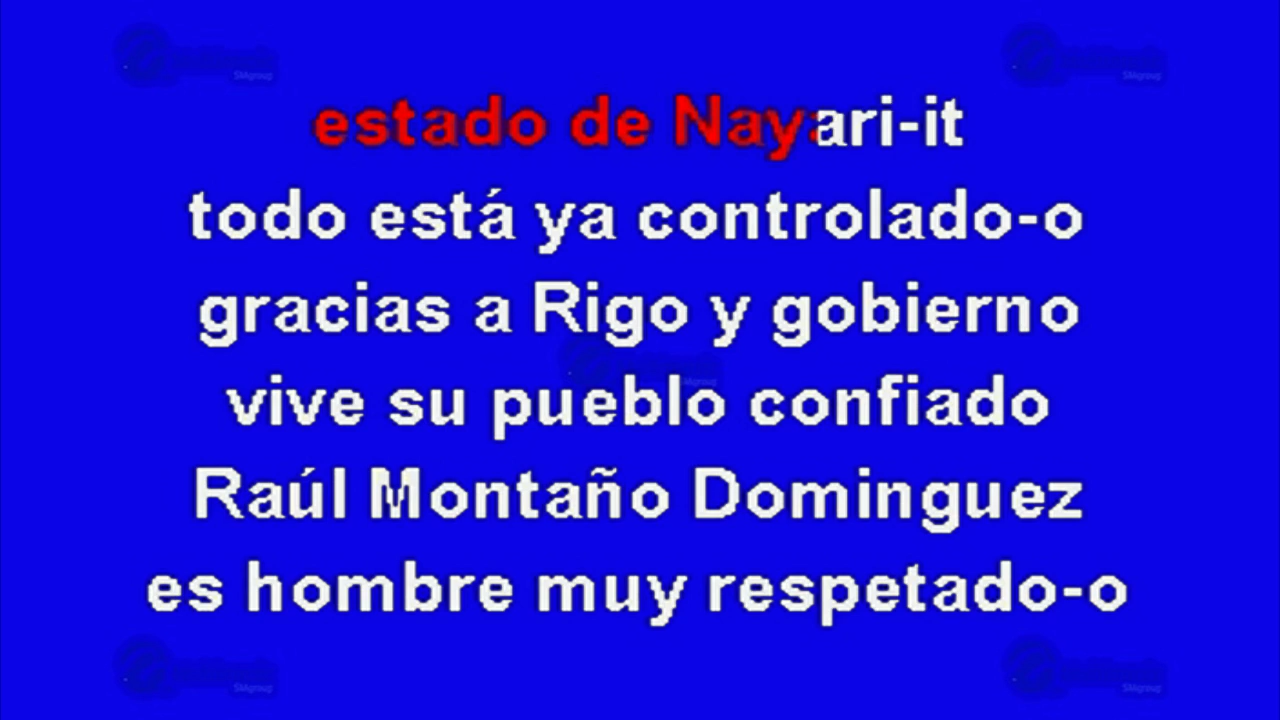 estado de Nayari-it
todo está ya controlado-o
gracias a Rigo y gobierno
vive su pueblo confiado
Raúl Montaño Dominguez
es hombre muy respetado-o